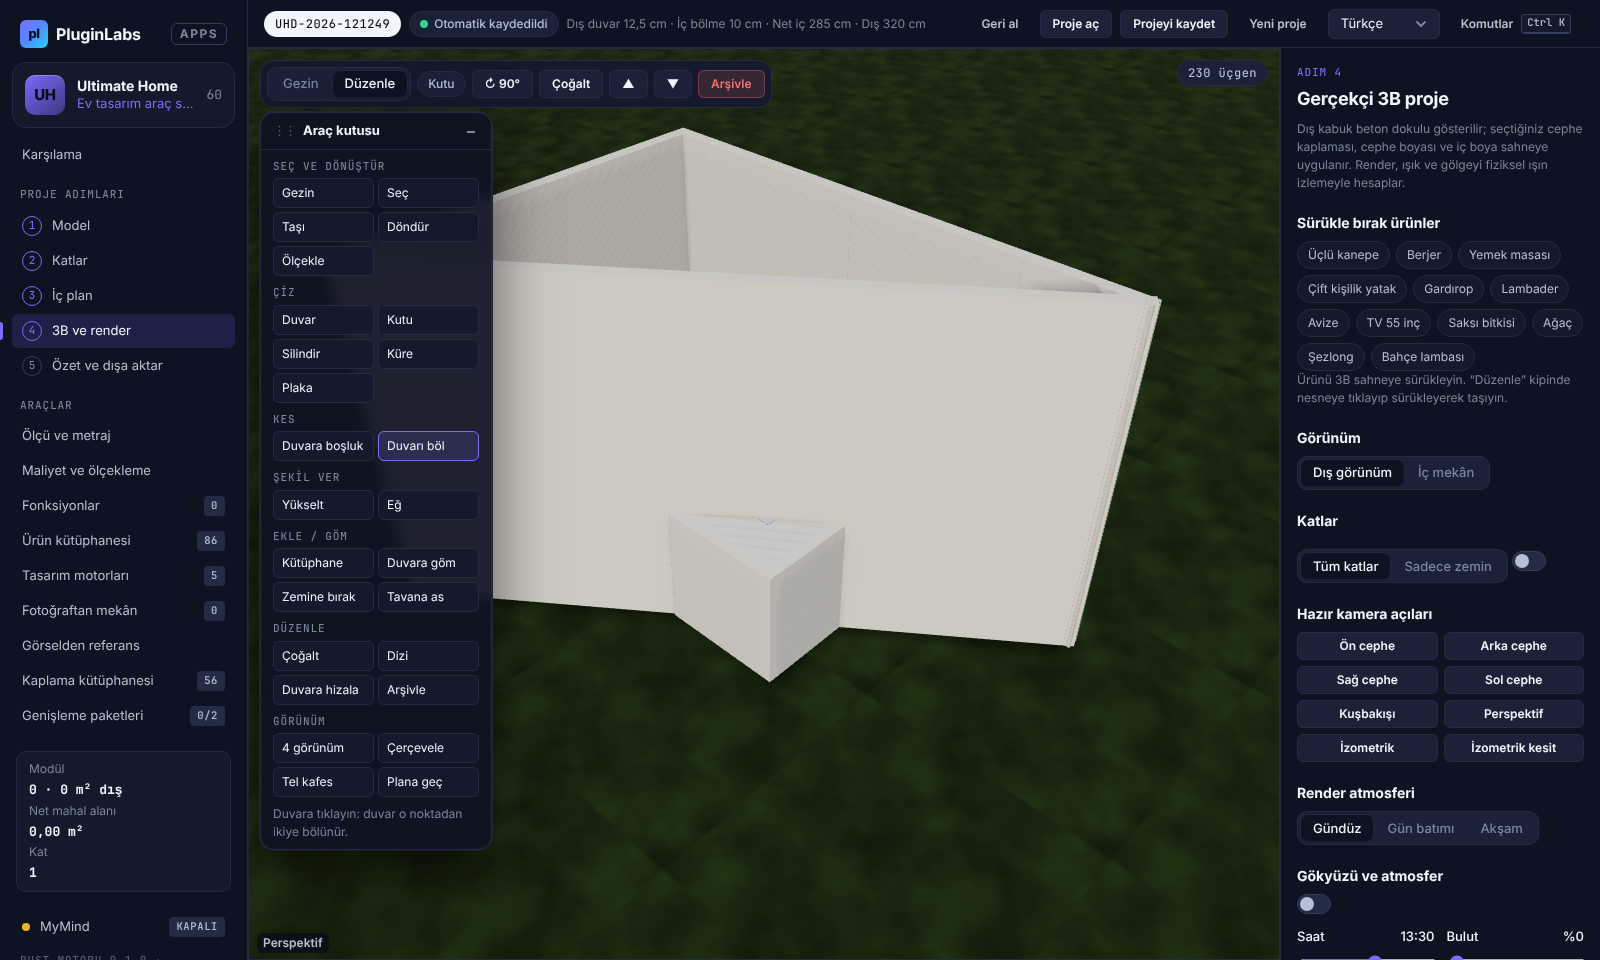 pl PluginLabs APPS
UH Ultimate Home
Ev tasarım araç s... 60
Karşılama
PROJE ADIMLARI
1 Model
2 Katlar
3 İç plan
4 3B ve render
5 Özet ve dışa aktar
ARAÇLAR
Ölçü ve metraj
Maliyet ve ölçekleme
Fonksiyonlar 0
Ürün kütüphanesi 86
Tasarım motorları 5
Fotoğraftan mekân 0
Görselden referans
Kaplama kütüphanesi 56
Genişleme paketleri 0/2
Modül
0 · 0 m² dış
Net mahal alanı
0,00 m²
Kat
1
MyMind KAPALI
UHD-2026-121249 Otomatik kaydedildi Dış duvar 12,5 cm · İç bölme 10 cm · Net iç 285 cm · Dış 320 cm Geri al Proje aç Projeyi kaydet Yeni proje Türkçe Komutlar Ctrl K
Gezin Düzenle Kutu ↻ 90° Çoğalt ▲ ▼ Arşivle
230 üçgen
Araç kutusu –
SEÇ VE DÖNÜŞTÜR
Gezin Seç
Taşı Döndür
Ölçekle
ÇİZ
Duvar Kutu
Silindir Küre
Plaka
KES
Duvara boşluk Duvarı böl
ŞEKİL VER
Yükselt Eğ
EKLE / GÖM
Kütüphane Duvara göm
Zemine bırak Tavana as
DÜZENLE
Çoğalt Dizi
Duvara hizala Arşivle
GÖRÜNÜM
4 görünüm Çerçevele
Tel kafes Plana geç
Duvara tıklayın: duvar o noktadan
ikiye bölünür.
Perspektif
ADIM 4
Gerçekçi 3B proje
Dış kabuk beton dokulu gösterilir; seçtiğiniz cephe
kaplaması, cephe boyası ve iç boya sahneye
uygulanır. Render, ışık ve gölgeyi fiziksel ışın
izlemeyle hesaplar.
Sürükle bırak ürünler
Üçlü kanepe Berjer Yemek masası
Çift kişilik yatak Gardırop Lambader
Avize TV 55 inç Saksı bitkisi Ağaç
Şezlong Bahçe lambası
Ürünü 3B sahneye sürükleyin. “Düzenle” kipinde
nesneye tıklayıp sürükleyerek taşıyın.
Görünüm
Dış görünüm İç mekân
Katlar
Tüm katlar Sadece zemin
Hazır kamera açıları
Ön cephe Arka cephe
Sağ cephe Sol cephe
Kuşbakışı Perspektif
İzometrik İzometrik kesit
Render atmosferi
Gündüz Gün batımı Akşam
Gökyüzü ve atmosfer
Saat 13:30 Bulut %0